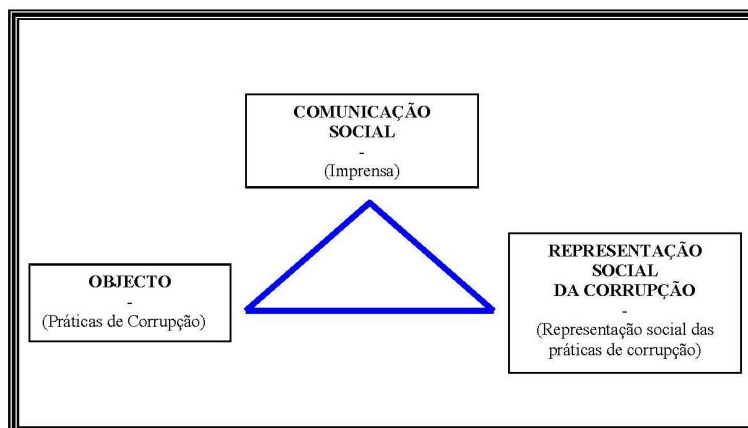 COMUNICAÇÃO
SOCIAL
-
(Imprensa)
OBJECTO
-
(Práticas de Corrupção)
REPRESENTAÇÃO
SOCIAL
DA CORRUPÇÃO
-
(Representação social das
práticas de corrupção)